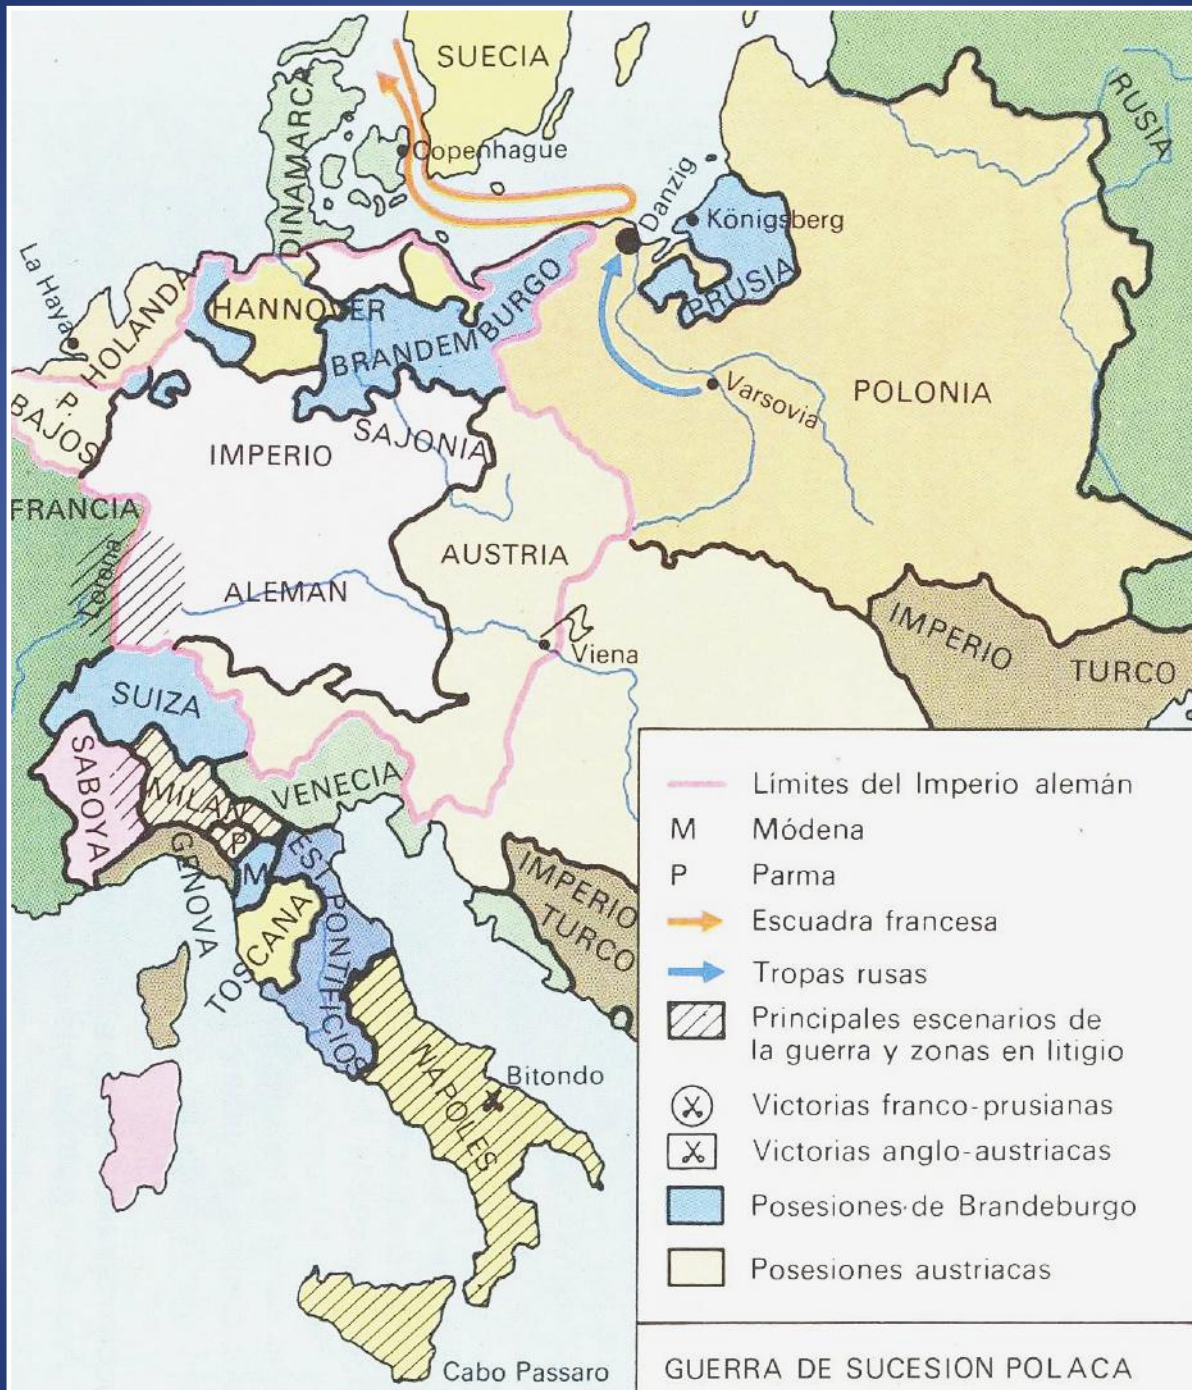 SUECIA
DINAMARCA
RUSIA
Copenhague
Danzig
Königsberg
PRUSIA
La Haya
HOLANDA
HANNOVER
BRANDEMBURGO
P.
BAJOS
SAJONIA
IMPERIO
ALEMAN
Varsovia
POLONIA
FRANCIA
Lorena
AUSTRIA
Viena
IMPERIO
TURCO
SUIZA
SABOYA
MILAN
P
VENECIA
GENOVA
M
EST PONTIFICIOS
TOSCANA
IMPERIO
TURCO
NAPOLES
Bitondo
Cabo Passaro
Límites del Imperio alemán
M Módena
P Parma
Escuadra francesa
Tropas rusas
Principales escenarios de
la guerra y zonas en litigio
Victorias franco-prusianas
Victorias anglo-austriacas
Posesiones de Brandeburgo
Posesiones austriacas
GUERRA DE SUCESION POLACA